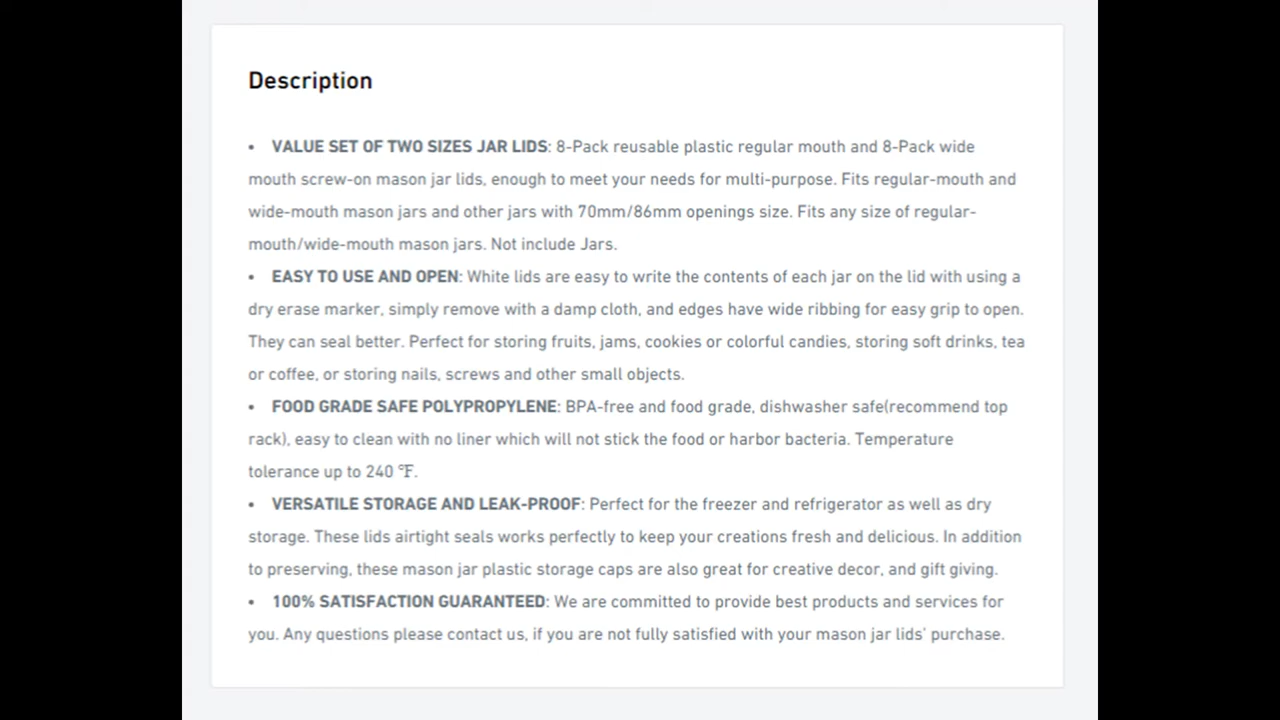 Description
• VALUE SET OF TWO SIZES JAR LIDS: 8-Pack reusable plastic regular mouth and 8-Pack wide
mouth screw-on mason jar lids, enough to meet your needs for multi-purpose. Fits regular-mouth and
wide-mouth mason jars and other jars with 70mm/86mm openings size. Fits any size of regular-
mouth/wide-mouth mason jars. Not include Jars.
• EASY TO USE AND OPEN: White lids are easy to write the contents of each jar on the lid with using a
dry erase marker, simply remove with a damp cloth, and edges have wide ribbing for easy grip to open.
They can seal better. Perfect for storing fruits, jams, cookies or colorful candies, storing soft drinks, tea
or coffee, or storing nails, screws and other small objects.
• FOOD GRADE SAFE POLYPROPYLENE: BPA-free and food grade, dishwasher safe(recommend top
rack), easy to clean with no liner which will not stick the food or harbor bacteria. Temperature
tolerance up to 240 ℉.
• VERSATILE STORAGE AND LEAK-PROOF: Perfect for the freezer and refrigerator as well as dry
storage. These lids airtight seals works perfectly to keep your creations fresh and delicious. In addition
to preserving, these mason jar plastic storage caps are also great for creative decor, and gift giving.
• 100% SATISFACTION GUARANTEED: We are committed to provide best products and services for
you. Any questions please contact us, if you are not fully satisfied with your mason jar lids' purchase.